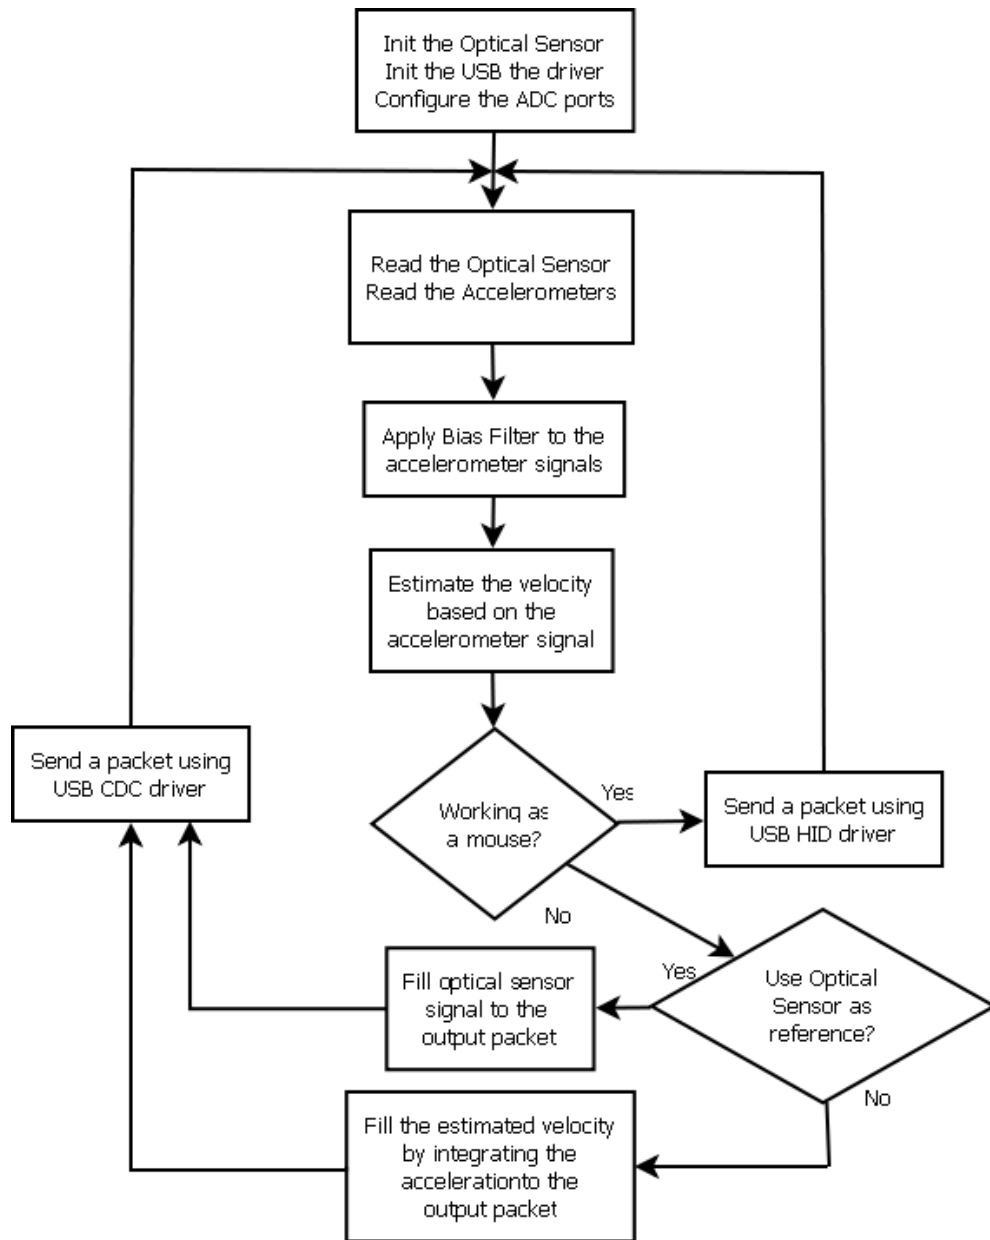 Init the Optical Sensor
Init the USB the driver
Configure the ADC ports
Read the Optical Sensor
Read the Accelerometers
Apply Bias Filter to the
accelerometer signals
Estimate the velocity
based on the
accelerometer signal
Send a packet using
USB CDC driver
Working as
a mouse?
Yes
Send a packet using
USB HID driver
No
Fill optical sensor
signal to the
output packet
Yes
Use Optical
Sensor as
reference?
No
Fill the estimated velocity
by integrating the
accelerationto the
output packet